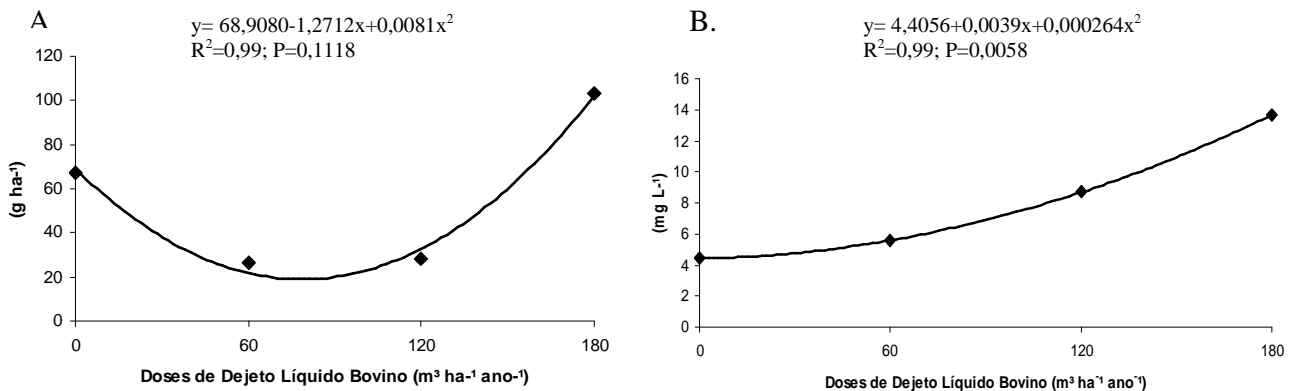 A
y= 68,9080-1,2712x+0,0081x²
R²=0,99; P=0,1118
120
100
80
60
40
20
0
(g ha-¹)
0 60 120 180
Doses de Dejeto Líquido Bovino (m³ ha-¹ ano-¹)
B.
y= 4,4056+0,0039x+0,000264x²
R²=0,99; P=0,0058
16
14
12
10
8
6
4
2
0
(mg L-¹)
0 60 120 180
Doses de Dejeto Líquido Bovino (m³ ha⁻¹ ano⁻¹)